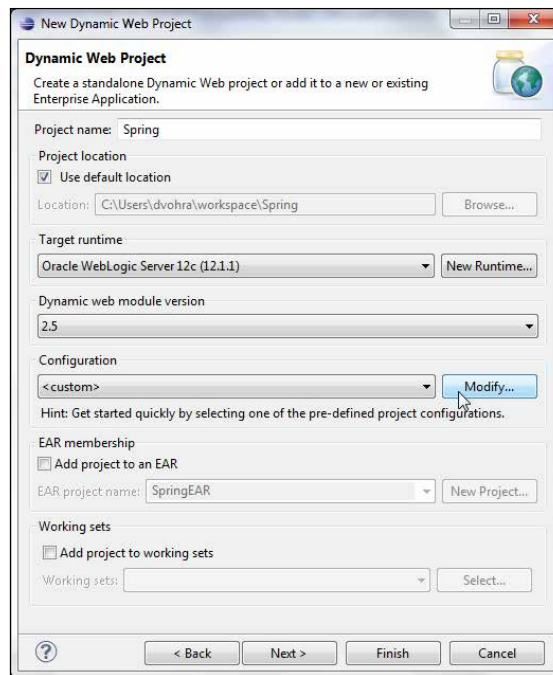 New Dynamic Web Project
Dynamic Web Project
Create a standalone Dynamic Web project or add it to a new or existing
Enterprise Application.
Project name: Spring
Project location
Use default location
Location: C:\Users\dvohra\workspace\Spring Browse...
Target runtime
Oracle WebLogic Server 12c (12.1.1) New Runtime...
Dynamic web module version
2.5
Configuration
<custom> Modify...
Hint: Get started quickly by selecting one of the pre-defined project configurations.
EAR membership
Add project to an EAR
EAR project name: SpringEAR New Project...
Working sets
Add project to working sets
Working sets: Select...
? < Back Next > Finish Cancel